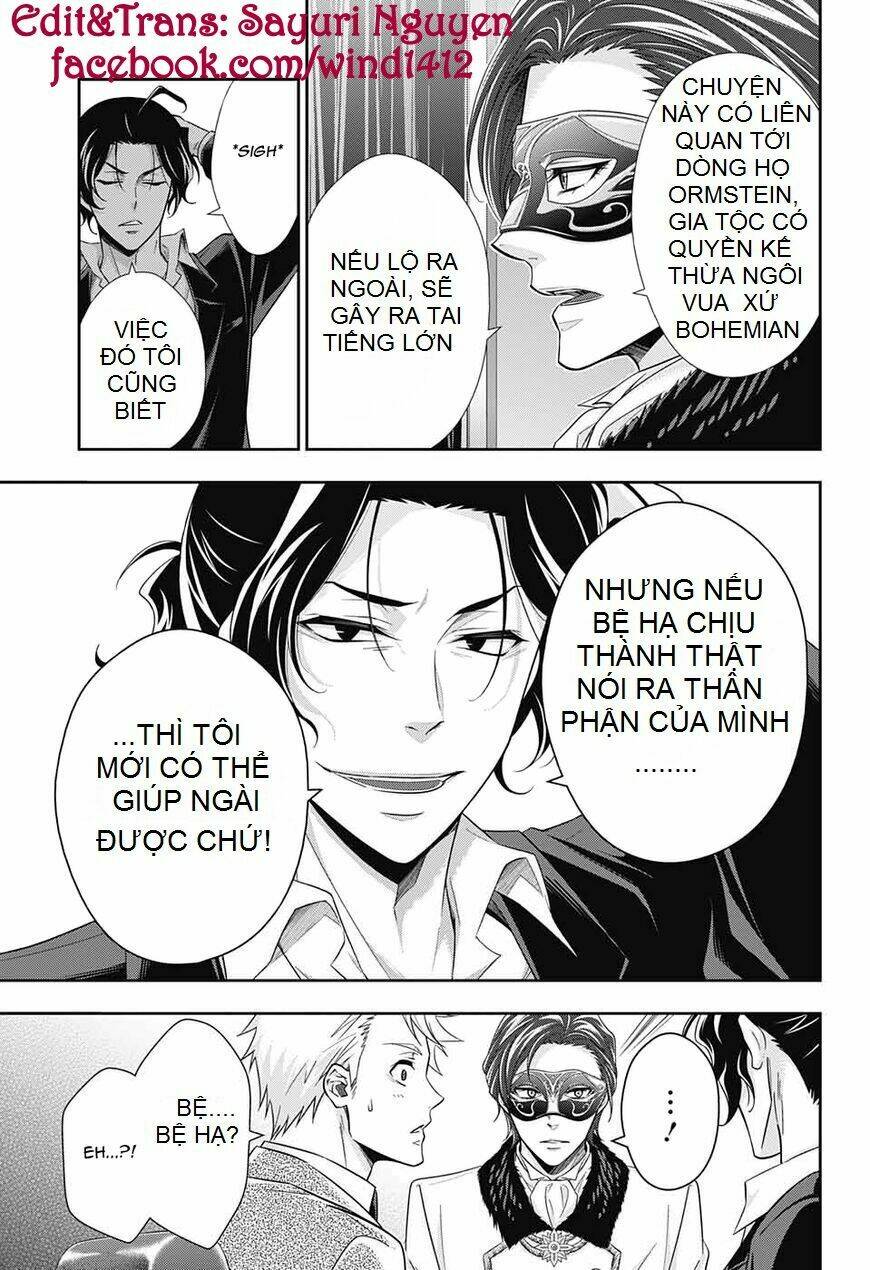 Edit&Trans: Sayuri Nguyen
facebook.com/wind1412
CHUYỆN
NÀY CÓ LIÊN
QUAN TỚI
DÒNG HỌ
ORMSTEIN,
GIA TỘC CÓ
QUYỀN KẾ
THỪA NGÔI
VUA XỨ
BOHEMIAN
NẾU LỘ RA
NGOÀI, SẼ
GÂY RA TAI
TIẾNG LỚN
*SIGH*
VIỆC
ĐÓ TÔI
CŨNG
BIẾT
NHƯNG NẾU
BỆ HẠ CHỊU
THÀNH THẬT
NÓI RA THÂN
PHẬN CỦA MÌNH
........
...THÌ TÔI
MỚI CÓ THỂ
GIÚP NGÀI
ĐƯỢC CHỨ!
...!
BỆ....
BỆ HẠ?
EH...?!